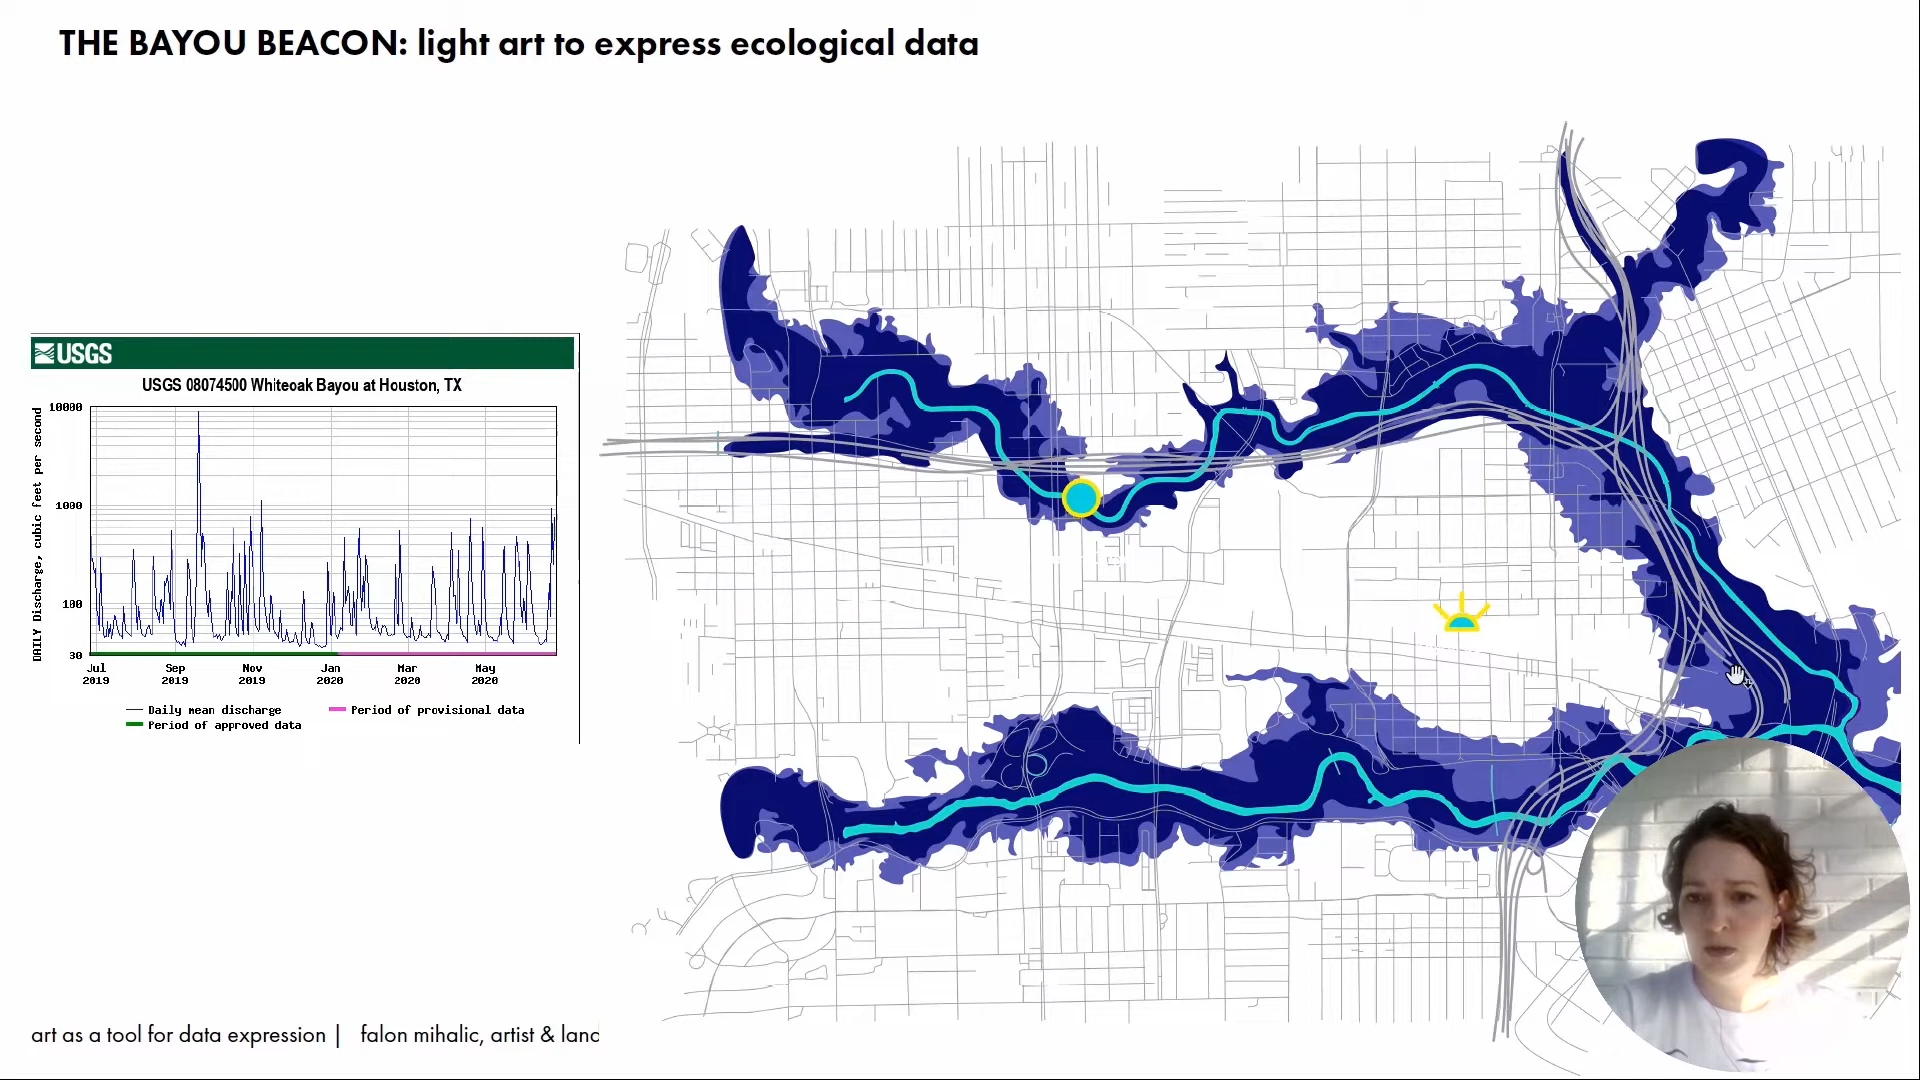 THE BAYOU BEACON: light art to express ecological data
USGS
USGS 08074500 Whiteoak Bayou at Houston, TX
DAILY Discharge, cubic feet per second
10000
1000
100
30
Jul Sep Nov Jan Mar May
2019 2019 2019 2020 2020 2020
Daily mean discharge
Period of provisional data
Period of approved data
art as a tool for data expression | falon mihalic, artist & land